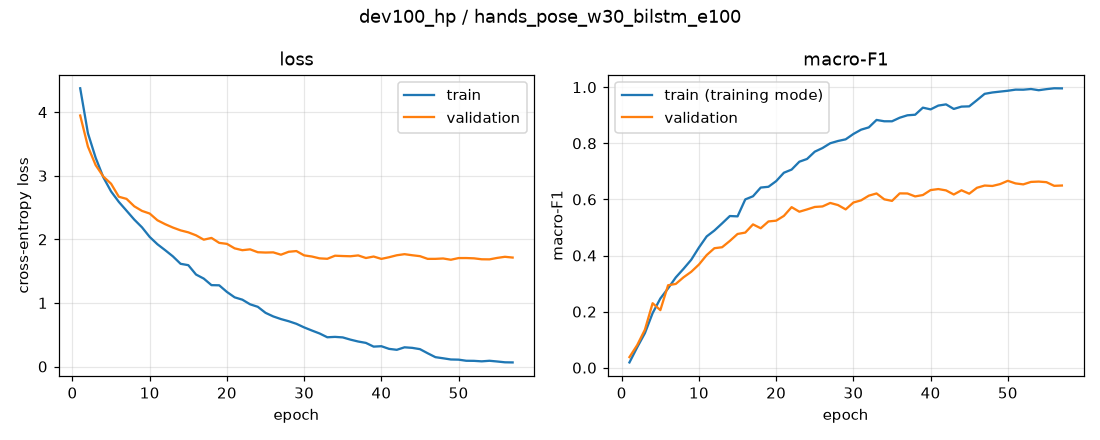 dev100_hp / hands_pose_w30_bilstm_e100
loss
train
validation
cross-entropy loss
4
3
2
1
0
0 10 20 30 40 50
epoch
macro-F1
train (training mode)
validation
macro-F1
1.0
0.8
0.6
0.4
0.2
0.0
0 10 20 30 40 50
epoch